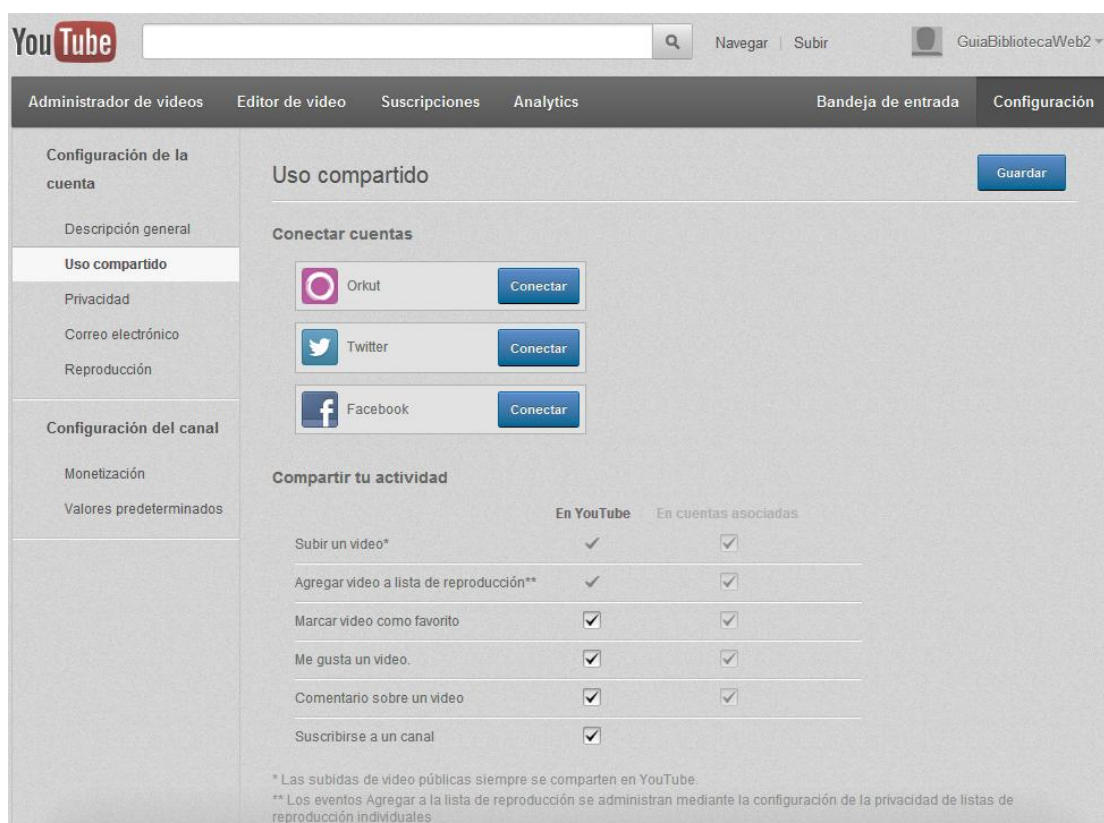 YouTube
Navegar | Subir
GuiaBibliotecaWeb2
Administrador de videos
Editor de video
Suscripciones
Analytics
Bandeja de entrada
Configuración
Configuración de la
cuenta
Descripción general
Uso compartido
Privacidad
Correo electrónico
Reproducción
Configuración del canal
Monetización
Valores predeterminados
Uso compartido
Guardar
Conectar cuentas
Orkut
Conectar
Twitter
Conectar
Facebook
Conectar
Compartir tu actividad
En YouTube
En cuentas asociadas
Subir un video*
Agregar video a lista de reproducción**
Marcar video como favorito
Me gusta un video.
Comentario sobre un video
Suscribirse a un canal
* Las subidas de video públicas siempre se comparten en YouTube.
** Los eventos Agregar a la lista de reproducción se administran mediante la configuración de la privacidad de listas de
reproducción individuales